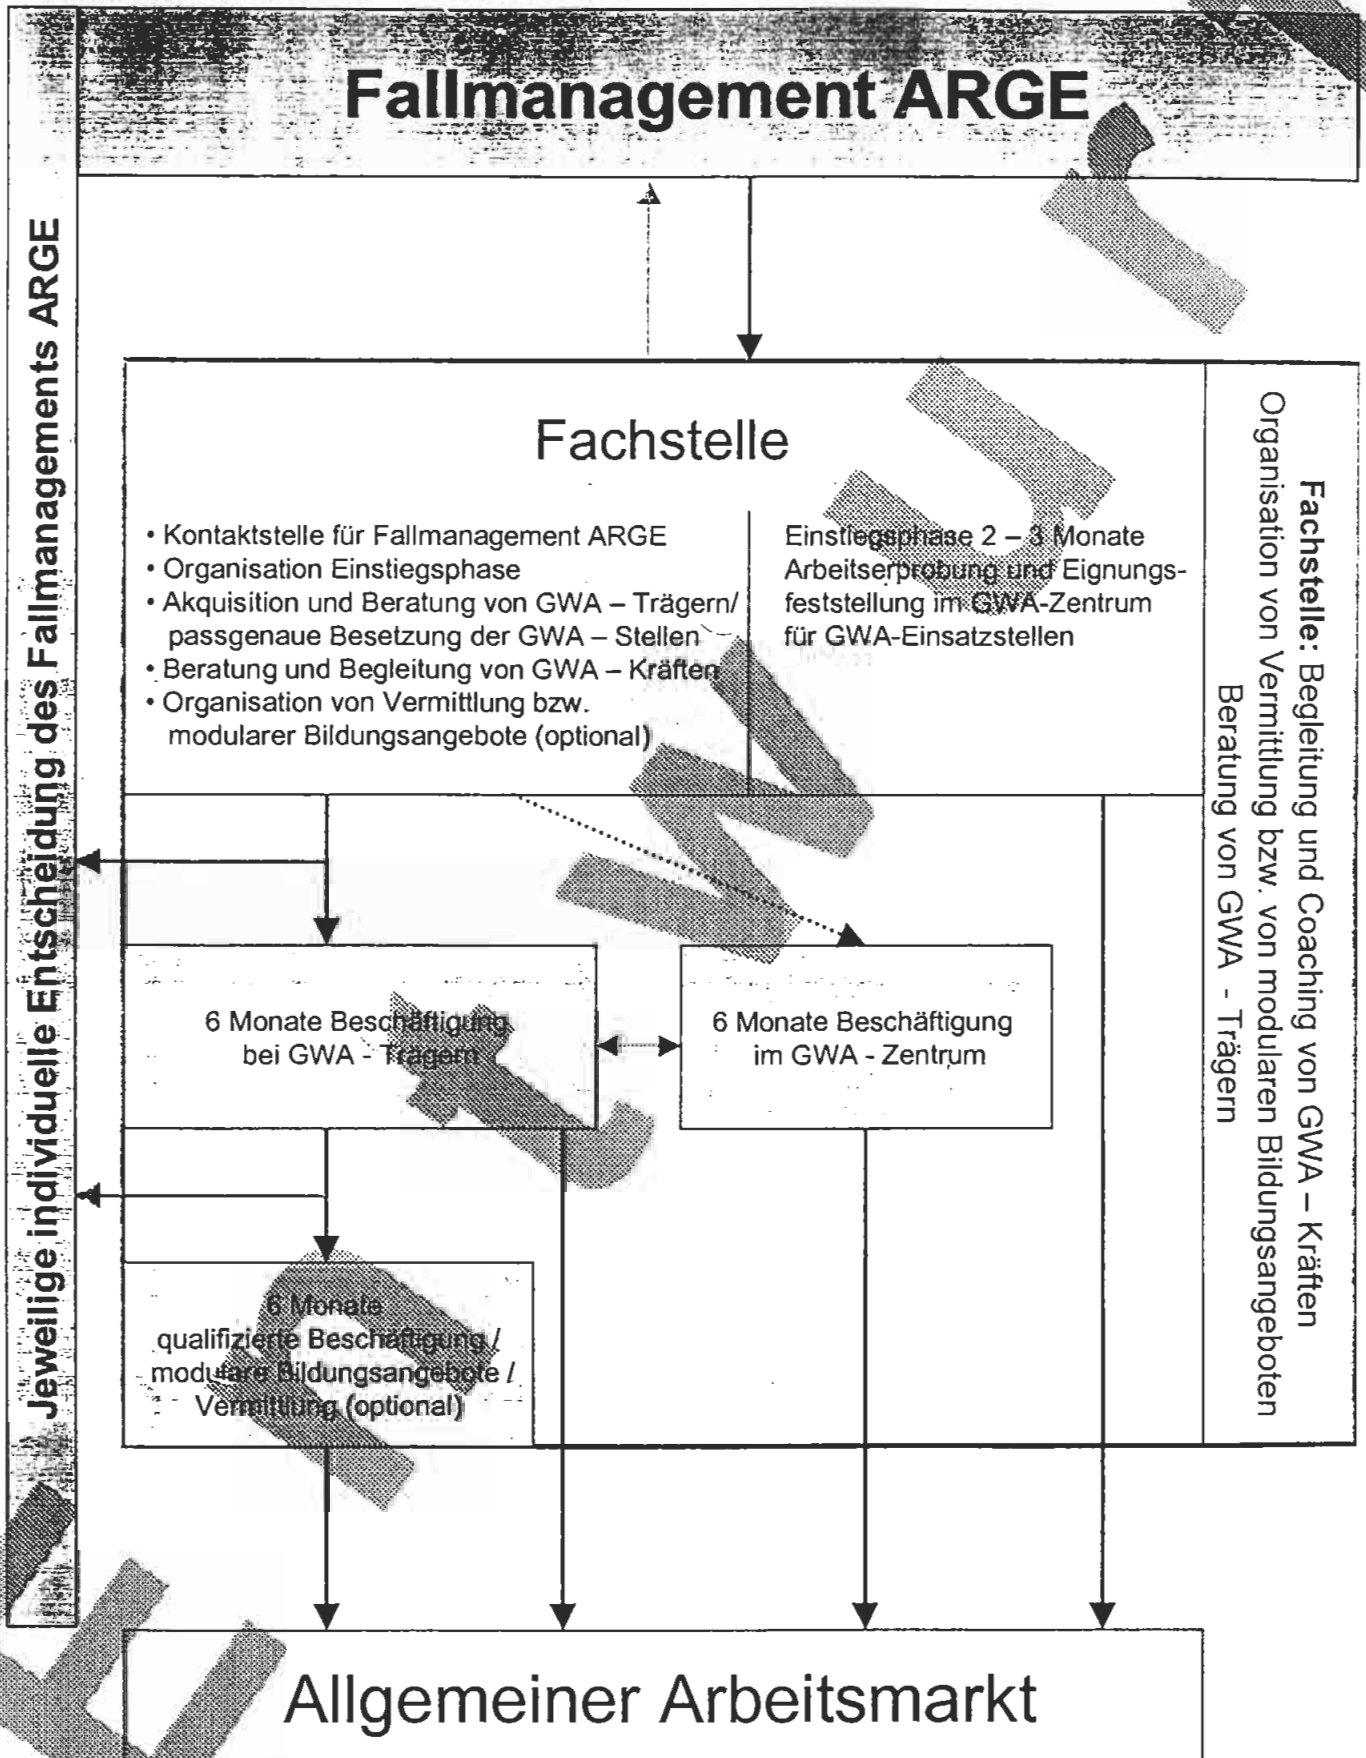 Fallmanagement ARGE
Jeweilige individuelle Entscheidung des Fallmanagements ARGE
Fachstelle
• Kontaktstelle für Fallmanagement ARGE
• Organisation Einstiegsphase
• Akquisition und Beratung von GWA – Trägern/
passgenaue Besetzung der GWA – Stellen
• Beratung und Begleitung von GWA – Kräften
• Organisation von Vermittlung bzw.
modularer Bildungsangebote (optional)
Einstiegsphase 2 – 3 Monate
Arbeitserprobung und Eignungs-
feststellung im GWA-Zentrum
für GWA-Einsatzstellen
Fachstelle: Begleitung und Coaching von GWA – Kräften
Organisation von Vermittlung bzw. von modularen Bildungsangeboten
Beratung von GWA - Trägern
6 Monate Beschäftigung
bei GWA - Trägern
6 Monate Beschäftigung
im GWA - Zentrum
6 Monate
qualifizierte Beschäftigung /
modulare Bildungsangebote /
Vermittlung (optional)
Allgemeiner Arbeitsmarkt